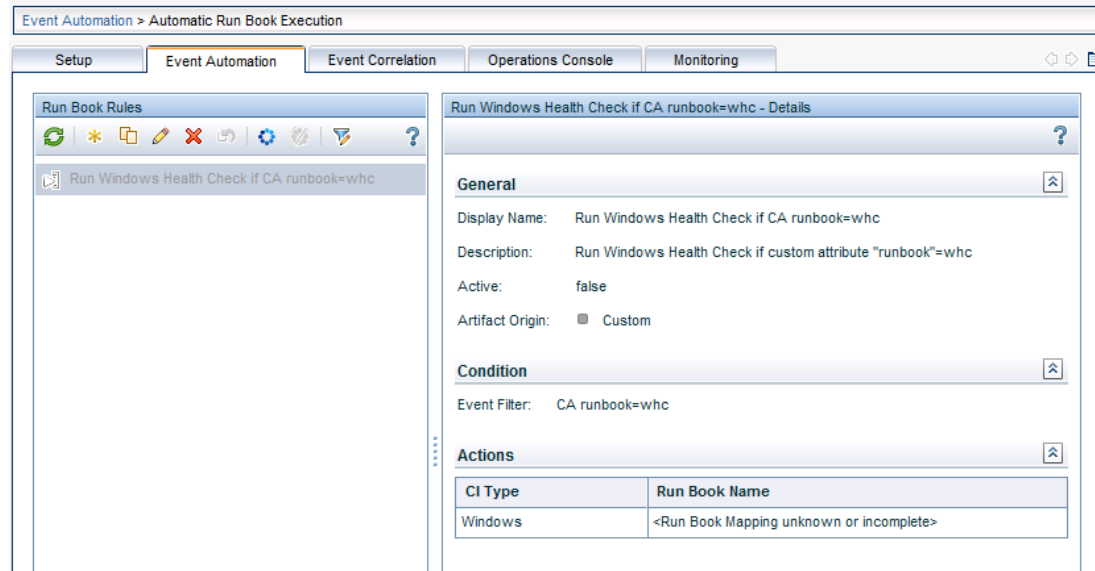 Event Automation > Automatic Run Book Execution
Setup
Event Automation
Event Correlation
Operations Console
Monitoring
Run Book Rules
?
Run Windows Health Check if CA runbook=whc
Run Windows Health Check if CA runbook=whc - Details
?
General
Display Name: Run Windows Health Check if CA runbook=whc
Description: Run Windows Health Check if custom attribute "runbook"=whc
Active: false
Artifact Origin: Custom
Condition
Event Filter: CA runbook=whc
Actions
CI Type Run Book Name
Windows <Run Book Mapping unknown or incomplete>